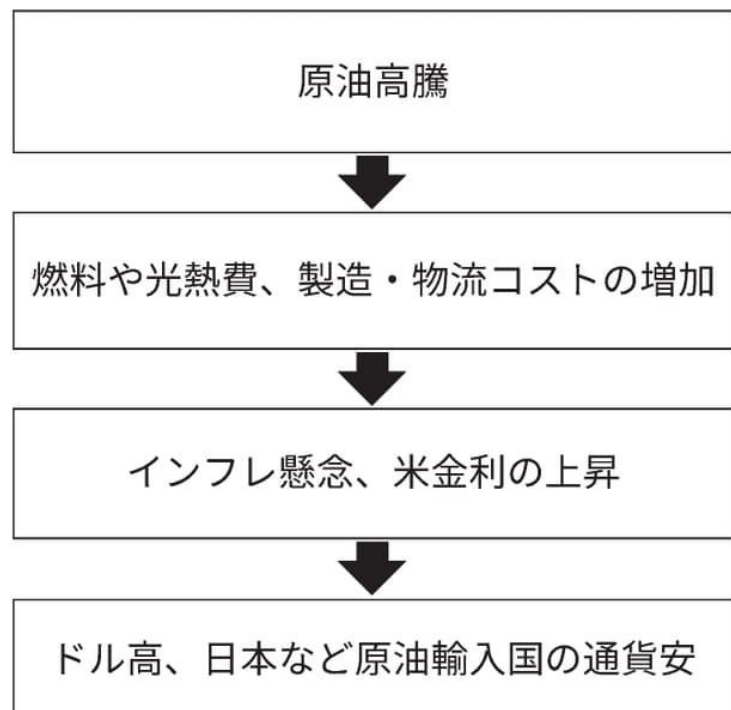 原油高騰
燃料や光熱費、製造・物流コストの増加
インフレ懸念、米金利の上昇
ドル高、日本など原油輸入国の通貨安